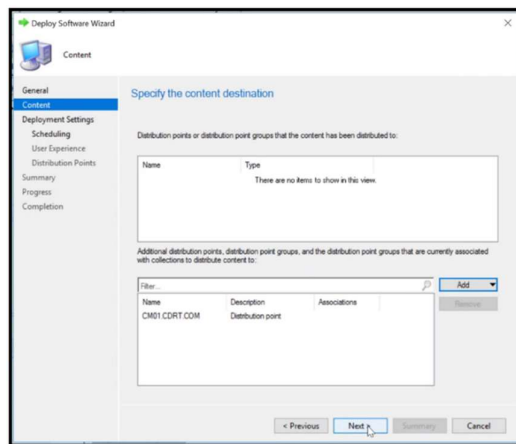 Deploy Software Wizard
Content
General
Content
Deployment Settings
Scheduling
User Experience
Distribution Points
Summary
Progress
Completion
Specify the content destination
Distribution points or distribution point groups that the content has been distributed to:
Name Type
There are no items to show in this view.
Additional distribution points, distribution point groups, and the distribution point groups that are currently associated
with collections to distribute content to:
Filter...
Add
Remove
Name Description Associations
CM01.CDRT.COM Distribution point
< Previous Next > Summary Cancel